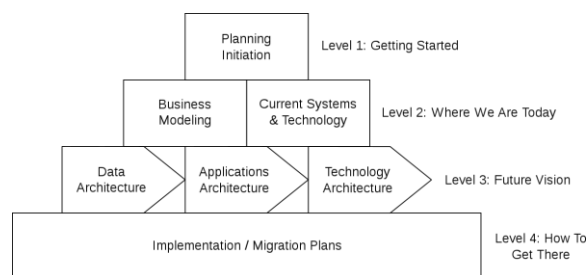 Planning
Initiation
Level 1: Getting Started
Business
Modeling
Current Systems
& Technology
Level 2: Where We Are Today
Data
Architecture
Applications
Architecture
Technology
Architecture
Level 3: Future Vision
Implementation / Migration Plans
Level 4: How To
Get There